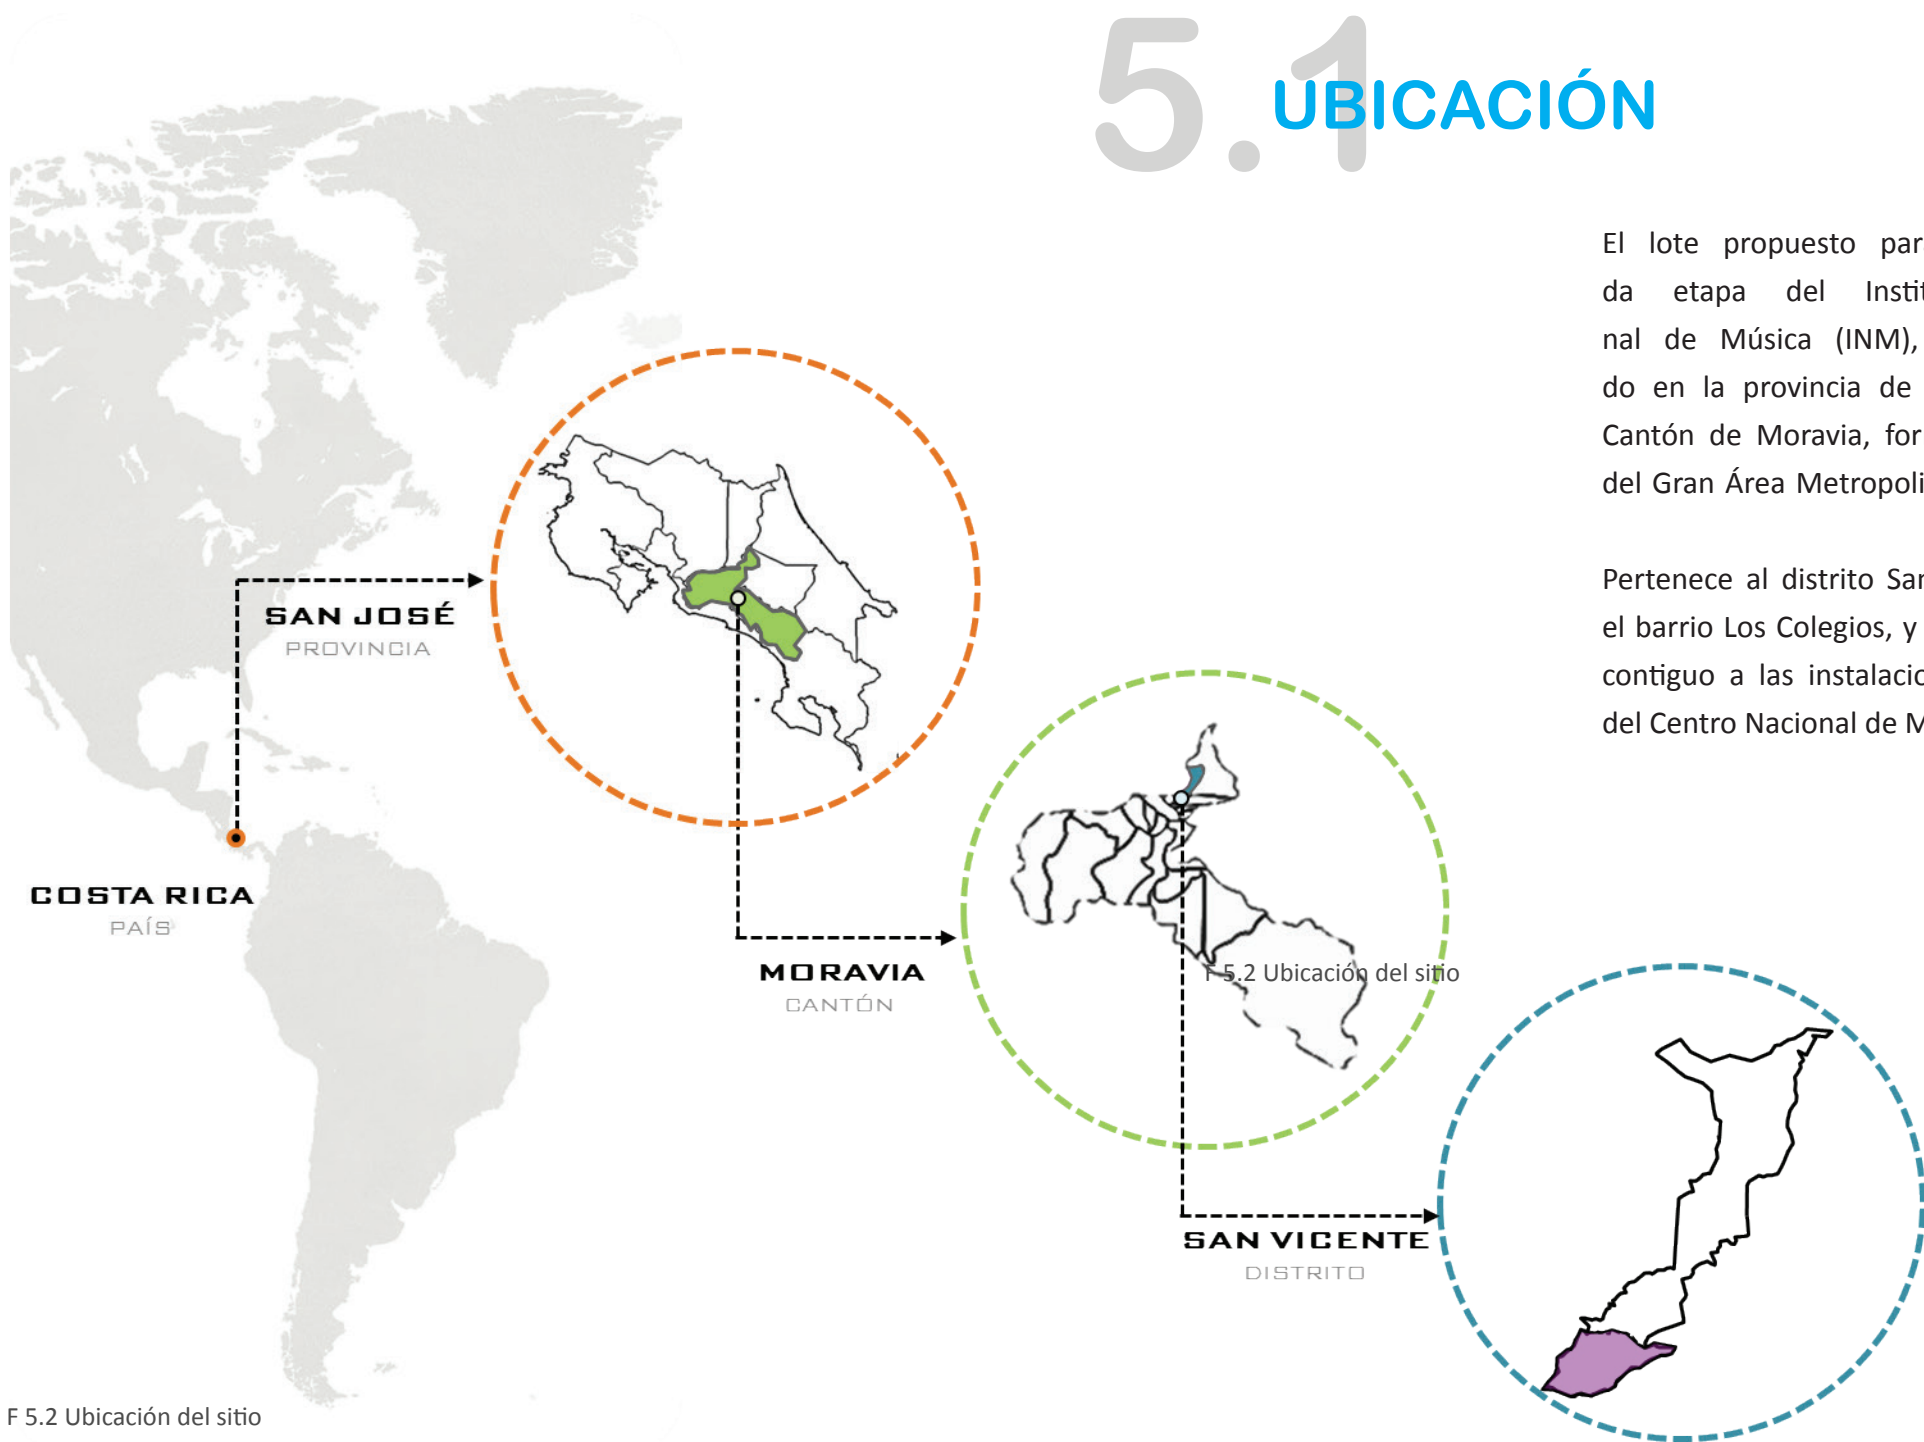 5.1
UBICACIÓN
El lote propuesto para
da etapa del Instit
nal de Música (INM),
do en la provincia de
Cantón de Moravia, for
del Gran Área Metropoli
Pertenece al distrito San
el barrio Los Colegios, y
contiguo a las instalacio
del Centro Nacional de M
SAN JOSÉ
PROVINCIA
COSTA RICA
PAÍS
MORAVIA
CANTÓN
F 5.2 Ubicación del sitio
SAN VICENTE
DISTRITO
F 5.2 Ubicación del sitio